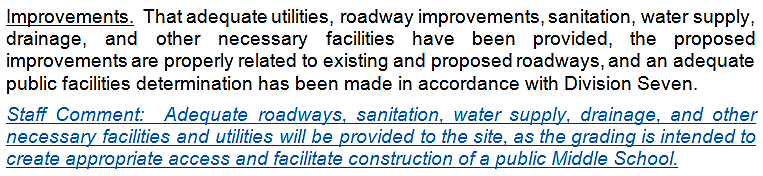 Improvements. That adequate utilities, roadway improvements, sanitation, water supply,
drainage, and other necessary facilities have been provided, the proposed
improvements are properly related to existing and proposed roadways, and an adequate
public facilities determination has been made in accordance with Division Seven.
Staff Comment: Adequate roadways, sanitation, water supply, drainage, and other
necessary facilities and utilities will be provided to the site, as the grading is intended to
create appropriate access and facilitate construction of a public Middle School.